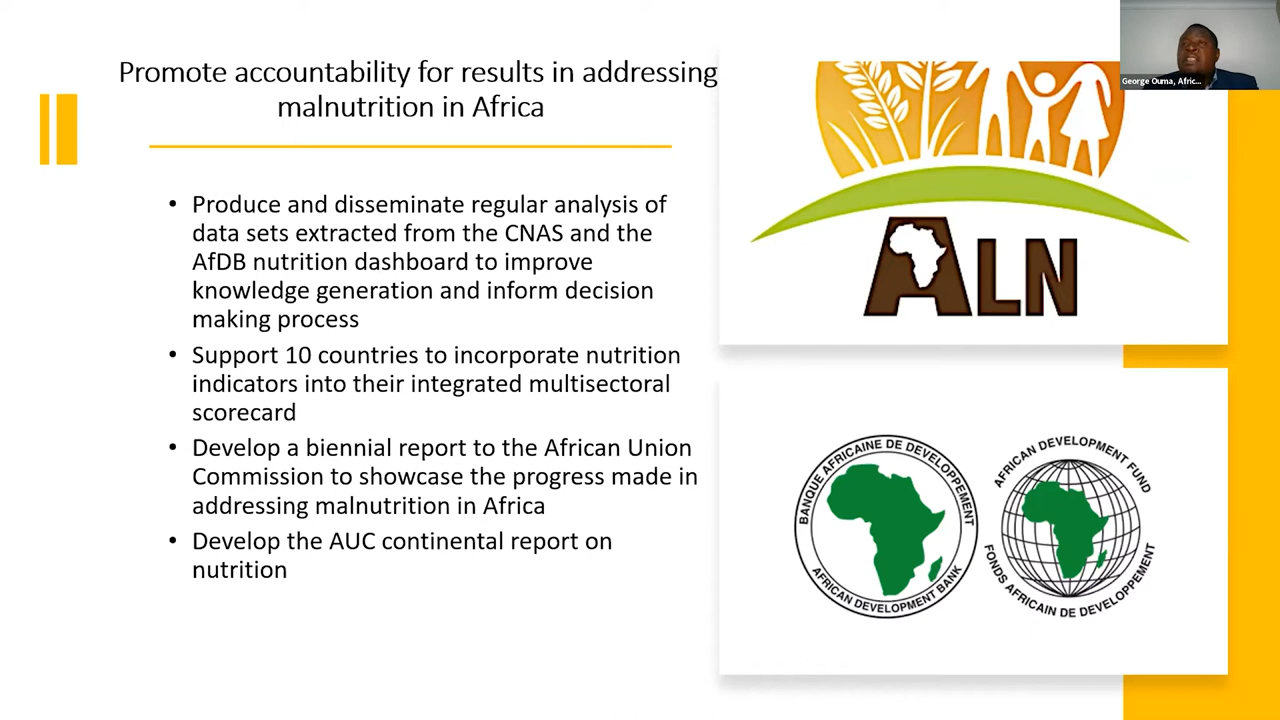 Promote accountability for results in addressing
malnutrition in Africa
• Produce and disseminate regular analysis of
data sets extracted from the CNAS and the
AfDB nutrition dashboard to improve
knowledge generation and inform decision
making process
• Support 10 countries to incorporate nutrition
indicators into their integrated multisectoral
scorecard
• Develop a biennial report to the African Union
Commission to showcase the progress made in
addressing malnutrition in Africa
• Develop the AUC continental report on
nutrition
George Ouma, Afric...
ALN
BANQUE AFRICAINE DE DEVELOPPEMENT
AFRICAN DEVELOPMENT BANK
AFRICAN DEVELOPMENT FUND
FONDS AFRICAIN DE DEVELOPPEMENT